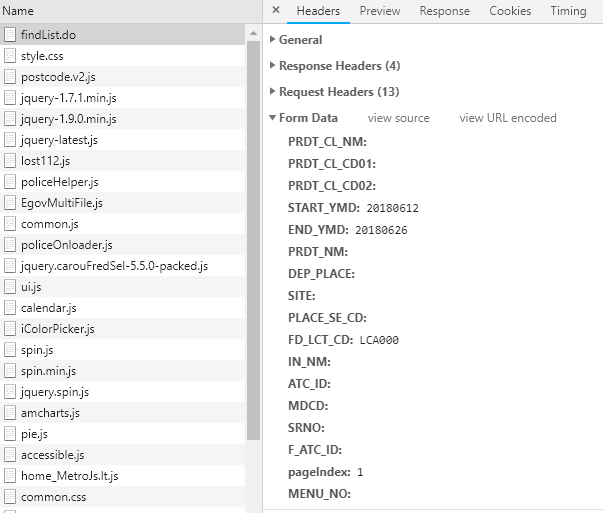 Name
findList.do
style.css
postcode.v2.js
jquery-1.7.1.min.js
jquery-1.9.0.min.js
jquery-latest.js
lost112.js
policeHelper.js
EgovMultiFile.js
common.js
policeOnloader.js
jquery.carouFredSel-5.5.0-packed.js
ui.js
calendar.js
iColorPicker.js
spin.js
spin.min.js
jquery.spin.js
amcharts.js
pie.js
accessible.js
home_MetroJs.lt.js
common.css
× Headers Preview Response Cookies Timing
General
Response Headers (4)
Request Headers (13)
Form Data view source view URL encoded
PRDT_CL_NM:
PRDT_CL_CD01:
PRDT_CL_CD02:
START_YMD: 20180612
END_YMD: 20180626
PRDT_NM:
DEP_PLACE:
SITE:
PLACE_SE_CD:
FD_LCT_CD: LCA000
IN_NM:
ATC_ID:
MDCD:
SRNO:
F_ATC_ID:
pageIndex: 1
MENU_NO: